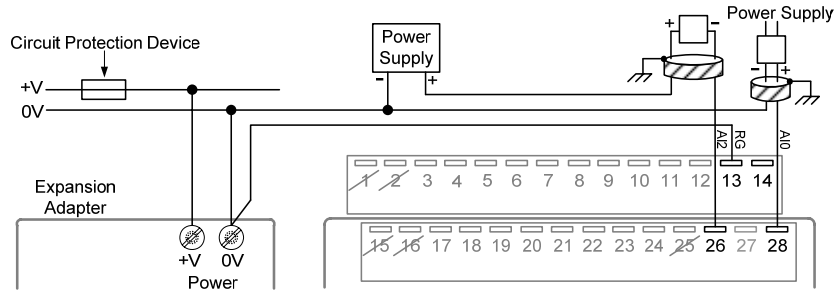 Power Supply
Circuit Protection Device
Power
Supply
+ -
- +
- +
+V
0V
AI2
RG
AI0
1 2 3 4 5 6 7 8 9 10 11 12 13 14
Expansion
Adapter
15 16 17 18 19 20 21 22 23 24 25 26 27 28
+V 0V
Power